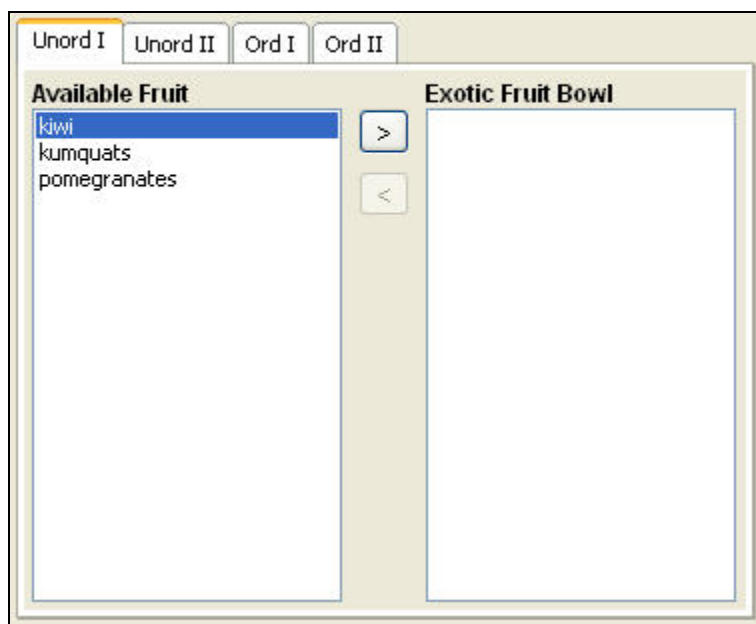 Unord I Unord II Ord I Ord II
Available Fruit Exotic Fruit Bowl
kiwi >
kumquats
pomegranates
<